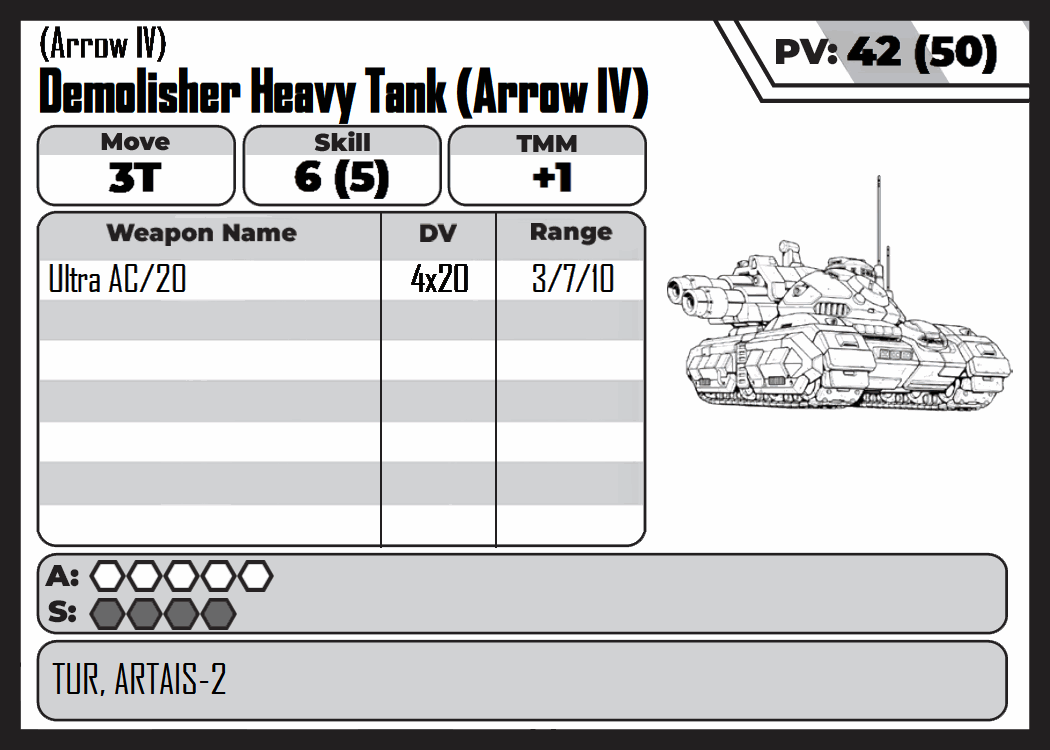 (Arrow IV)
Demolisher Heavy Tank (Arrow IV)
PV: 42 (50)
Move
3T
Skill
6 (5)
TMM
+1
Weapon Name DV Range
Ultra AC/20 4x20 3/7/10
A:
S:
TUR, ARTAIS-2